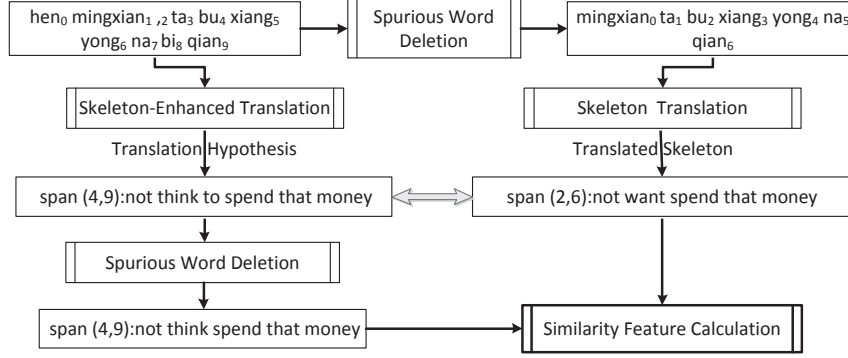 hen₀ mingxian₁ ,₂ ta₃ bu₄ xiang₅
yong₆ na₇ bi₈ qian₉
Spurious Word
Deletion
mingxian₀ ta₁ bu₂ xiang₃ yong₄ na₅
qian₆
Skeleton-Enhanced Translation
Skeleton Translation
Translation Hypothesis
Translated Skeleton
span (4,9):not think to spend that money
span (2,6):not want spend that money
Spurious Word Deletion
span (4,9):not think spend that money
Similarity Feature Calculation